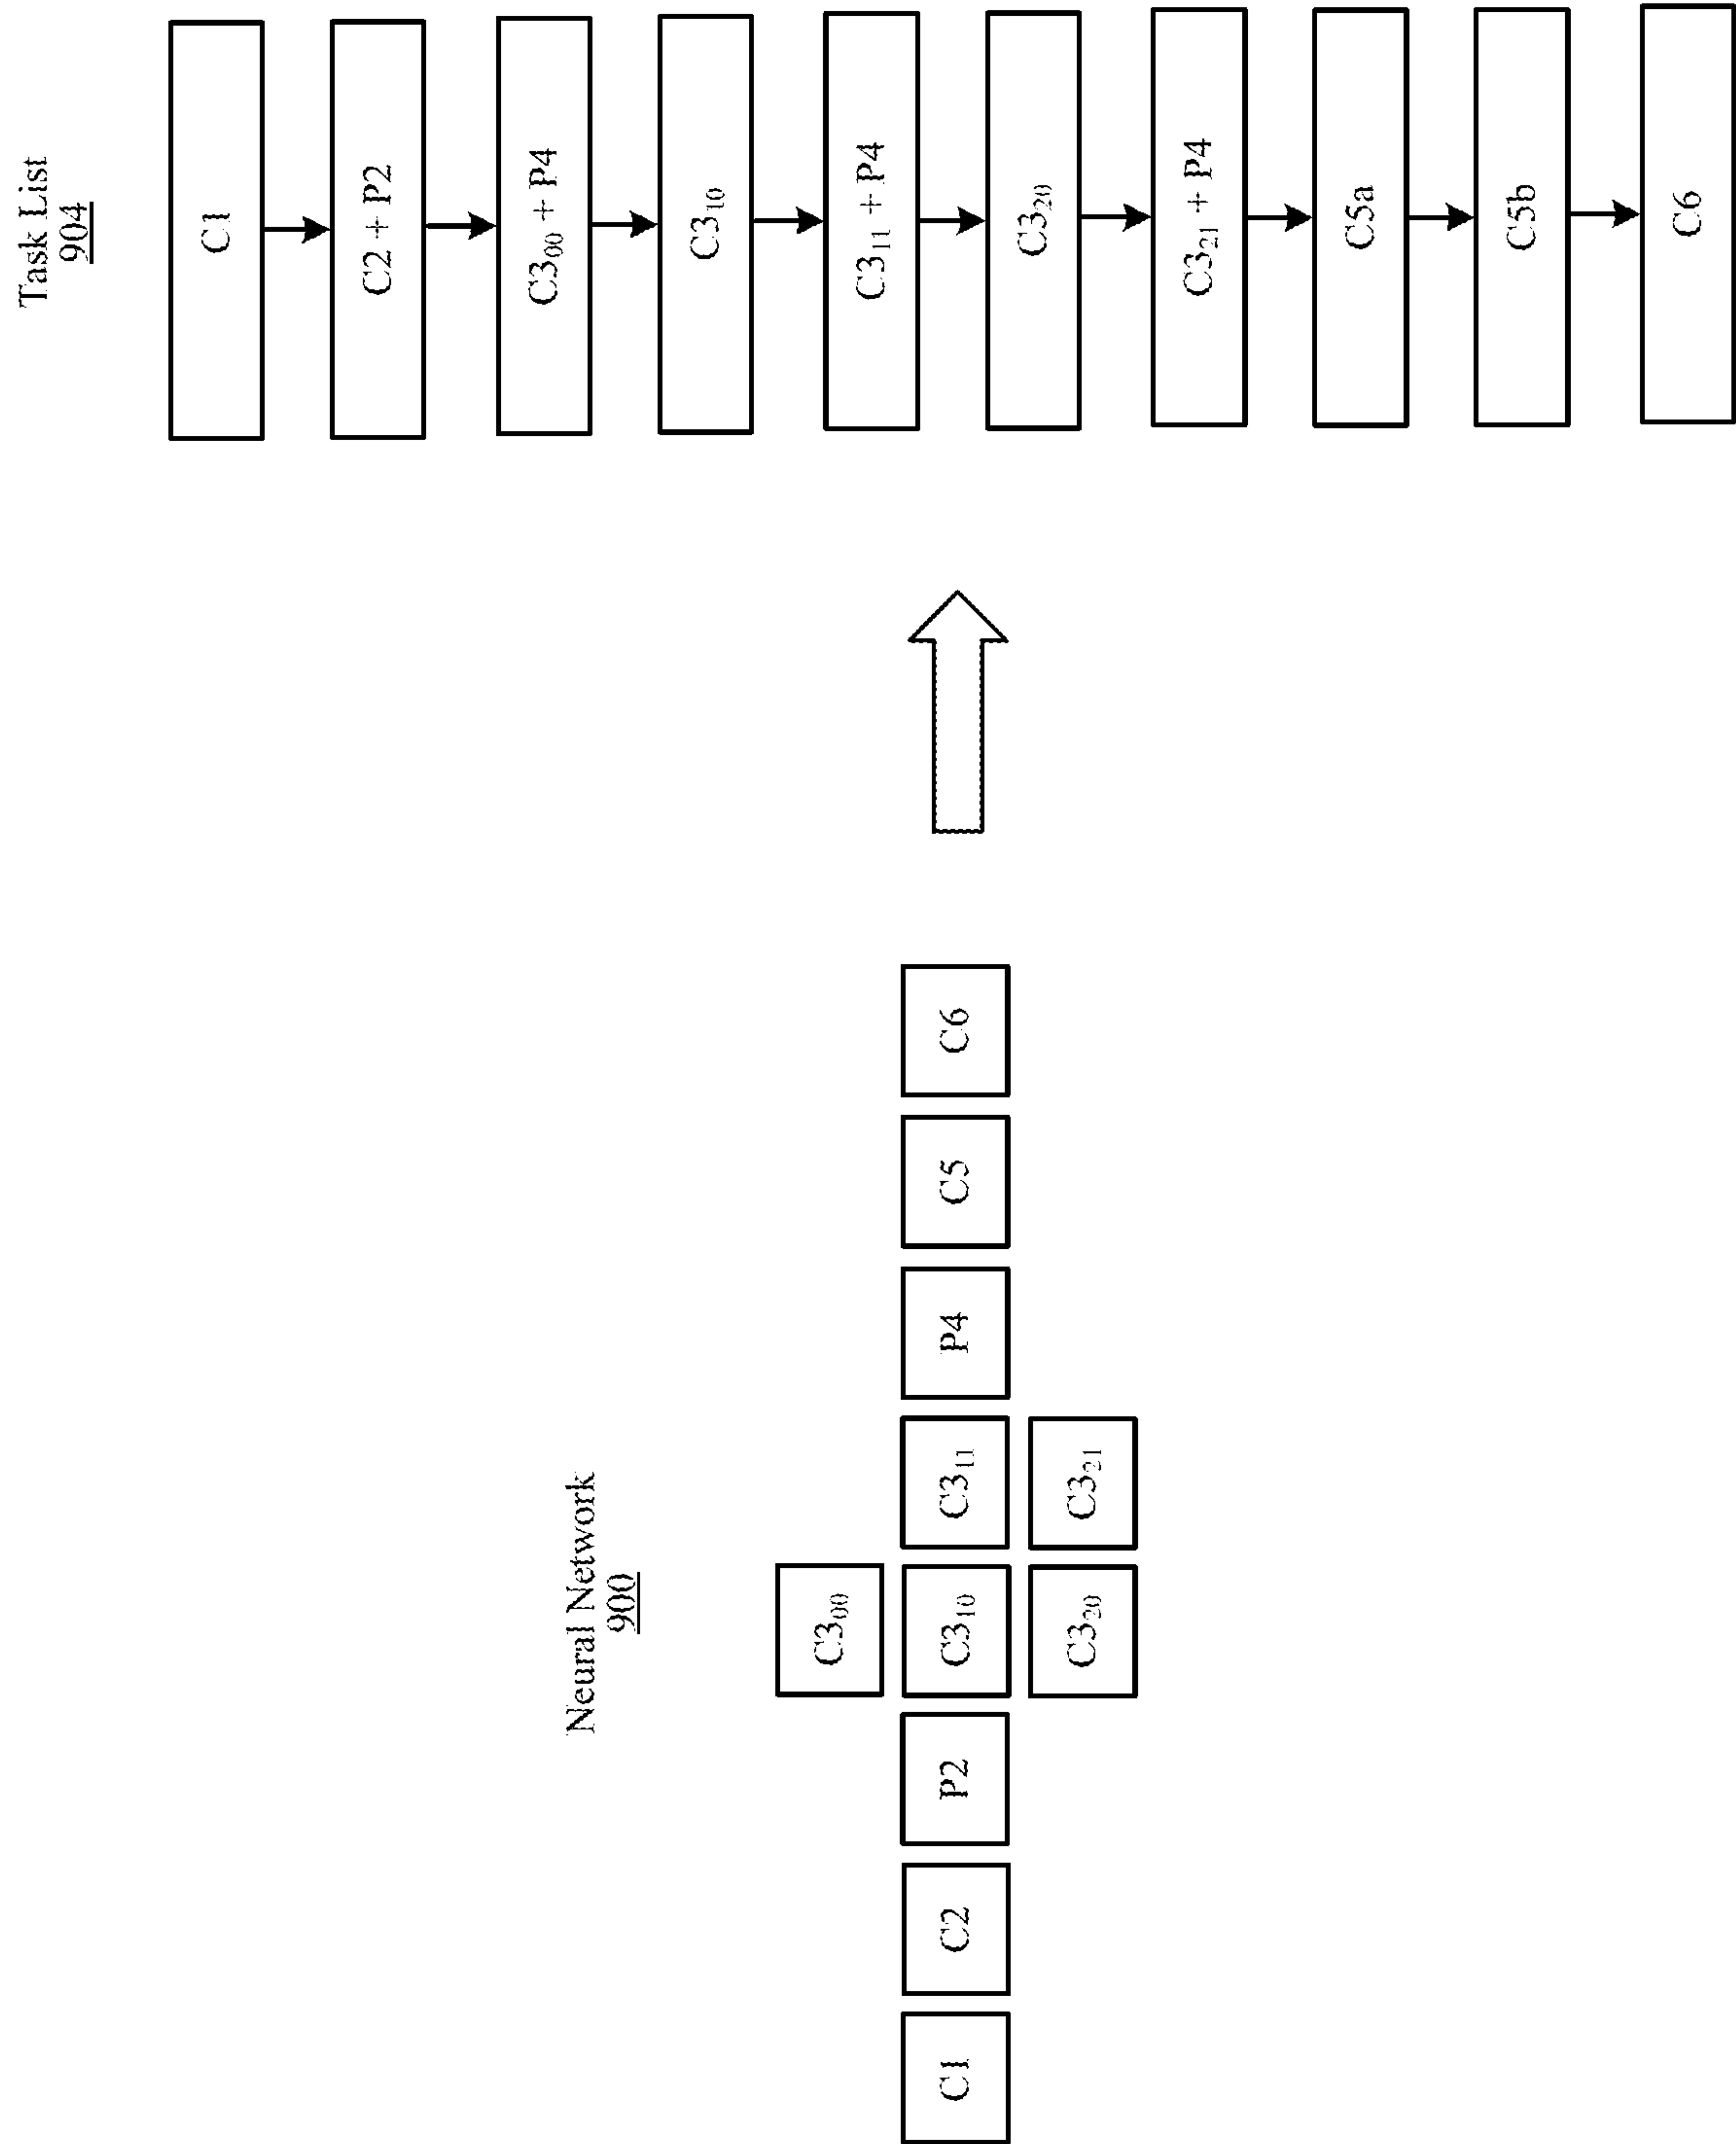 Neural Network
900
C1
C2
P2
C3₀₀
C3₁₀
C3₂₀
C3₁₁
C3₂₁
P4
C5
C6
Task List
904
C1
C2 + P2
C3₀₀ + P4
C3₁₀
C3₁₁ + P4
C3₂₀
C3₂₁ + P4
C5a
C5b
C6